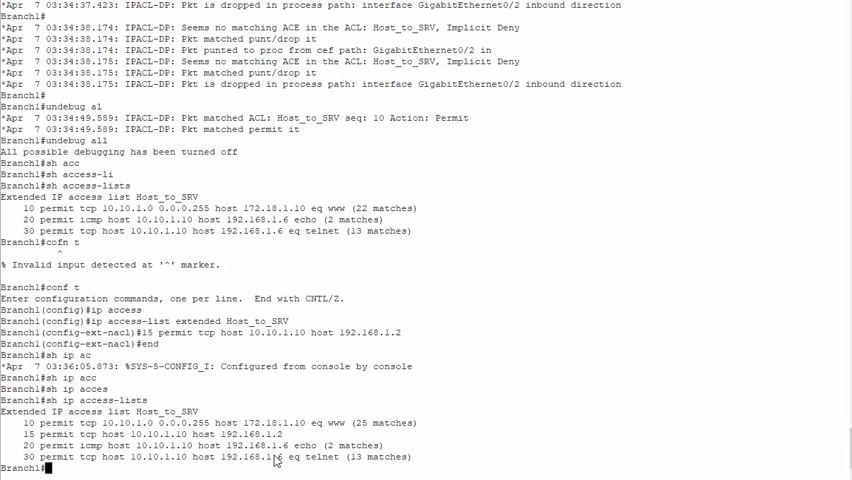 *Apr  7 03:34:37.423: IPACL-DP: Pkt is dropped in process path: interface GigabitEthernet0/2 inbound direction
Branch1#
*Apr  7 03:34:38.174: IPACL-DP: Seems no matching ACE in the ACL: Host_to_SRV, Implicit Deny
*Apr  7 03:34:38.174: IPACL-DP: Pkt matched punt/drop it
*Apr  7 03:34:38.174: IPACL-DP: Pkt punted to proc from cef path: GigabitEthernet0/2 in
*Apr  7 03:34:38.175: IPACL-DP: Seems no matching ACE in the ACL: Host_to_SRV, Implicit Deny
*Apr  7 03:34:38.175: IPACL-DP: Pkt matched punt/drop it
*Apr  7 03:34:38.175: IPACL-DP: Pkt is dropped in process path: interface GigabitEthernet0/2 inbound direction
Branch1#
Branch1#undebug al
*Apr  7 03:34:49.589: IPACL-DP: Pkt matched ACL: Host_to_SRV seq: 10 Action: Permit
*Apr  7 03:34:49.589: IPACL-DP: Pkt matched permit it
Branch1#undebug all
All possible debugging has been turned off
Branch1#sh acc
Branch1#sh access-li
Branch1#sh access-lists
Extended IP access list Host_to_SRV
    10 permit tcp 10.10.1.0 0.0.0.255 host 172.18.1.10 eq www (22 matches)
    20 permit icmp host 10.10.1.10 host 192.168.1.6 echo (2 matches)
    30 permit tcp host 10.10.1.10 host 192.168.1.6 eq telnet (13 matches)
Branch1#cofn t
          ^
% Invalid input detected at '^' marker.
Branch1#conf t
Enter configuration commands, one per line.  End with CNTL/Z.
Branch1(config)#ip access
Branch1(config)#ip access-list extended Host_to_SRV
Branch1(config-ext-nacl)#15 permit tcp host 10.10.1.10 host 192.168.1.2
Branch1(config-ext-nacl)#end
Branch1#sh ip ac
*Apr  7 03:36:05.873: %SYS-5-CONFIG_I: Configured from console by console
Branch1#sh ip acc
Branch1#sh ip acces
Branch1#sh ip access-lists
Extended IP access list Host_to_SRV
    10 permit tcp 10.10.1.0 0.0.0.255 host 172.18.1.10 eq www (25 matches)
    15 permit tcp host 10.10.1.10 host 192.168.1.2
    20 permit icmp host 10.10.1.10 host 192.168.1.6 echo (2 matches)
    30 permit tcp host 10.10.1.10 host 192.168.1.6 eq telnet (13 matches)
Branch1#